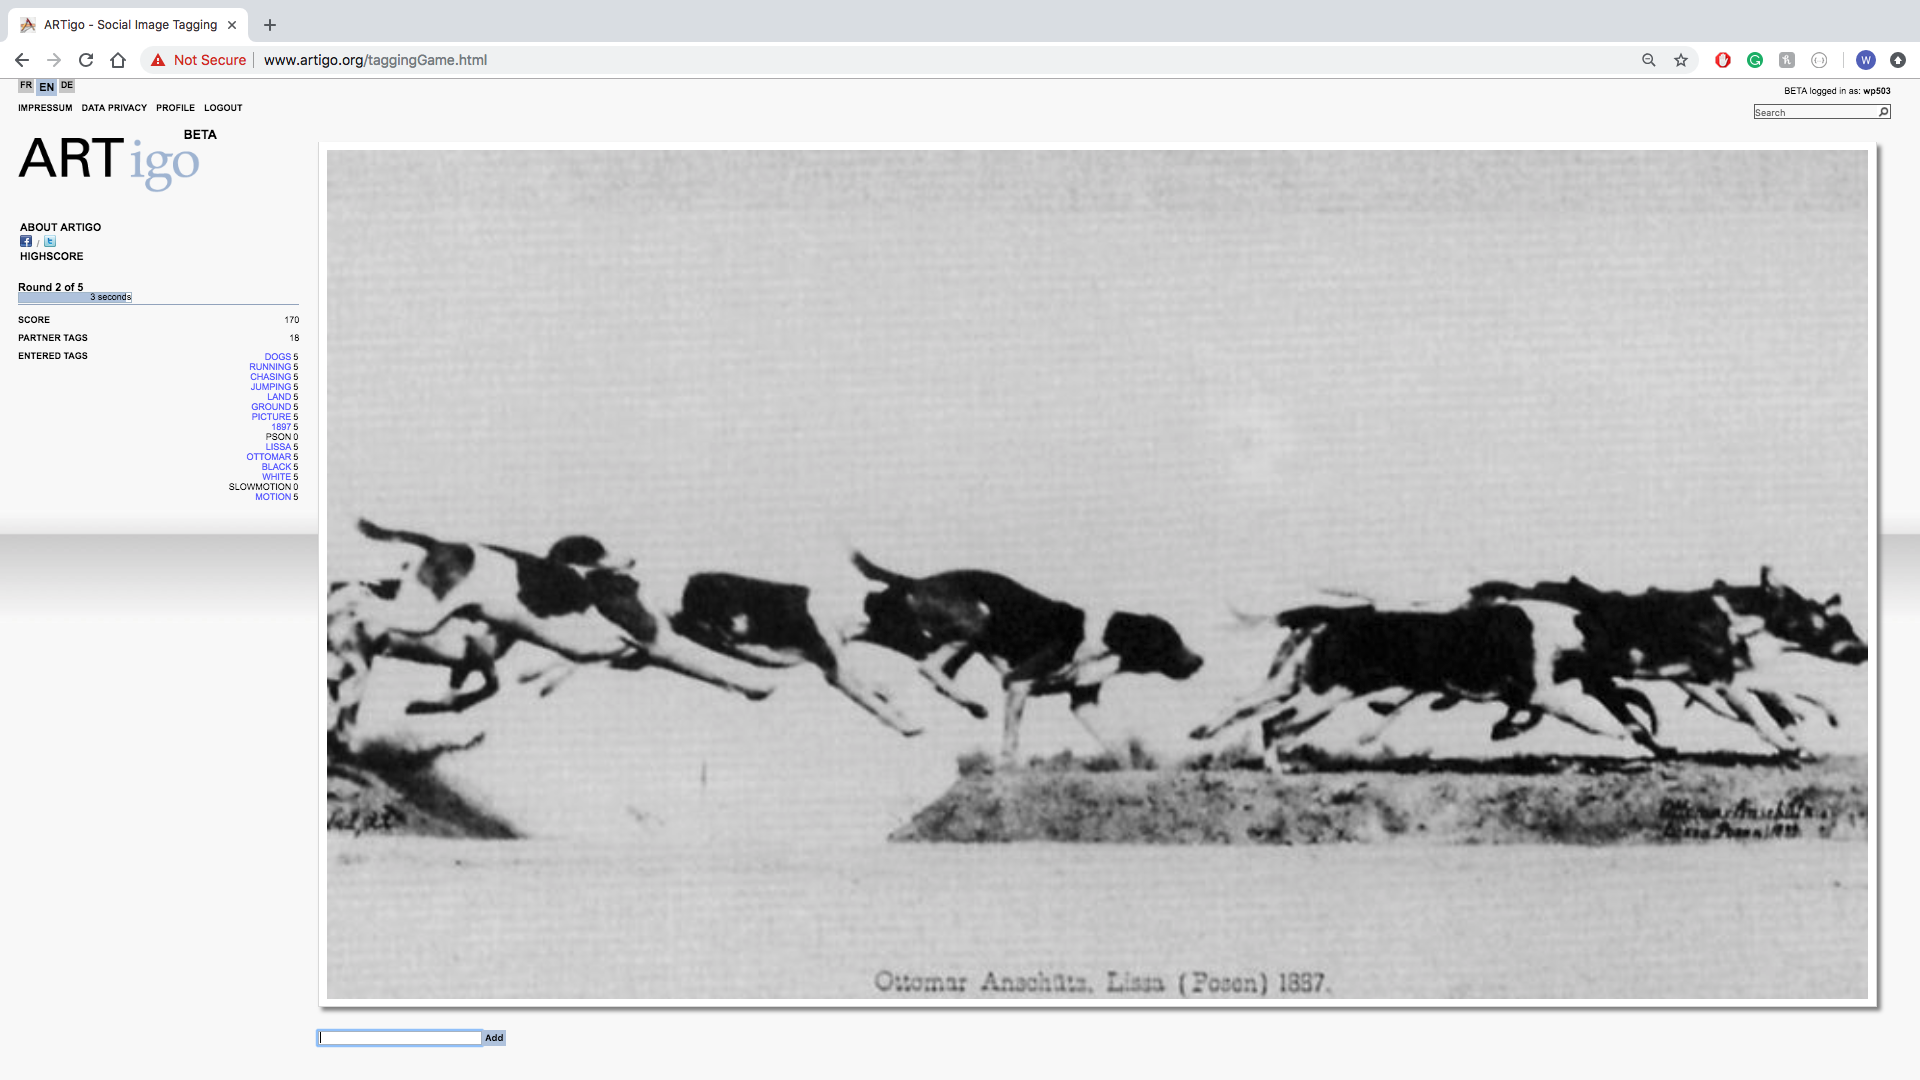 ARTigo - Social Image Tagging
Not Secure
www.artigo.org/taggingGame.html
W
FR EN DE
IMPRESSUM DATA PRIVACY PROFILE LOGOUT
BETA logged in as: wp503
Search
BETA
ARTigo
ABOUT ARTIGO
/
HIGHSCORE
Round 2 of 5
3 seconds
SCORE 170
PARTNER TAGS 18
ENTERED TAGS
DOGS 5
RUNNING 5
CHASING 5
JUMPING 5
LAND 5
GROUND 5
PICTURE 5
1897 5
PSON 0
LISSA 5
OTTOMAR 5
BLACK 5
WHITE 5
SLOWMOTION 0
MOTION 5
Ottomar Anschütz
Lissa Posen
Ottomar Anschütz, Lissa (Posen) 1887.
Add